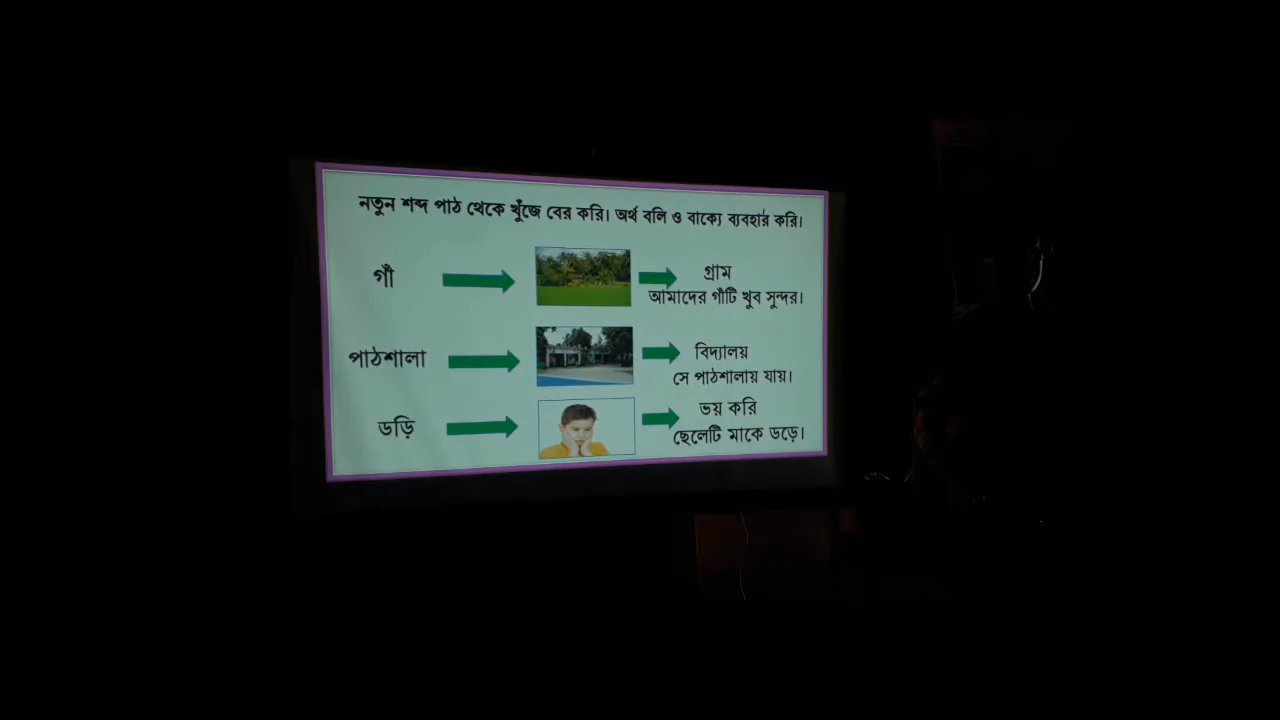 নতুন শব্দ পাঠ থেকে খুঁজে বের করি। অর্থ বলি ও বাক্যে ব্যবহার করি।
গাঁ
গ্রাম
আমাদের গাঁটি খুব সুন্দর।
পাঠশালা
বিদ্যালয়
সে পাঠশালায় যায়।
ডড়ি
ভয় করি
ছেলেটি মাকে ডড়ে।